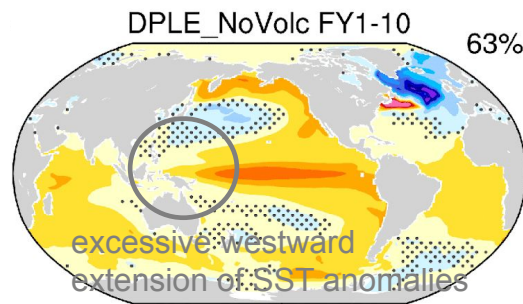 DPLE_NoVolc FY1-10
63%
excessive westward
extension of SST anomalies